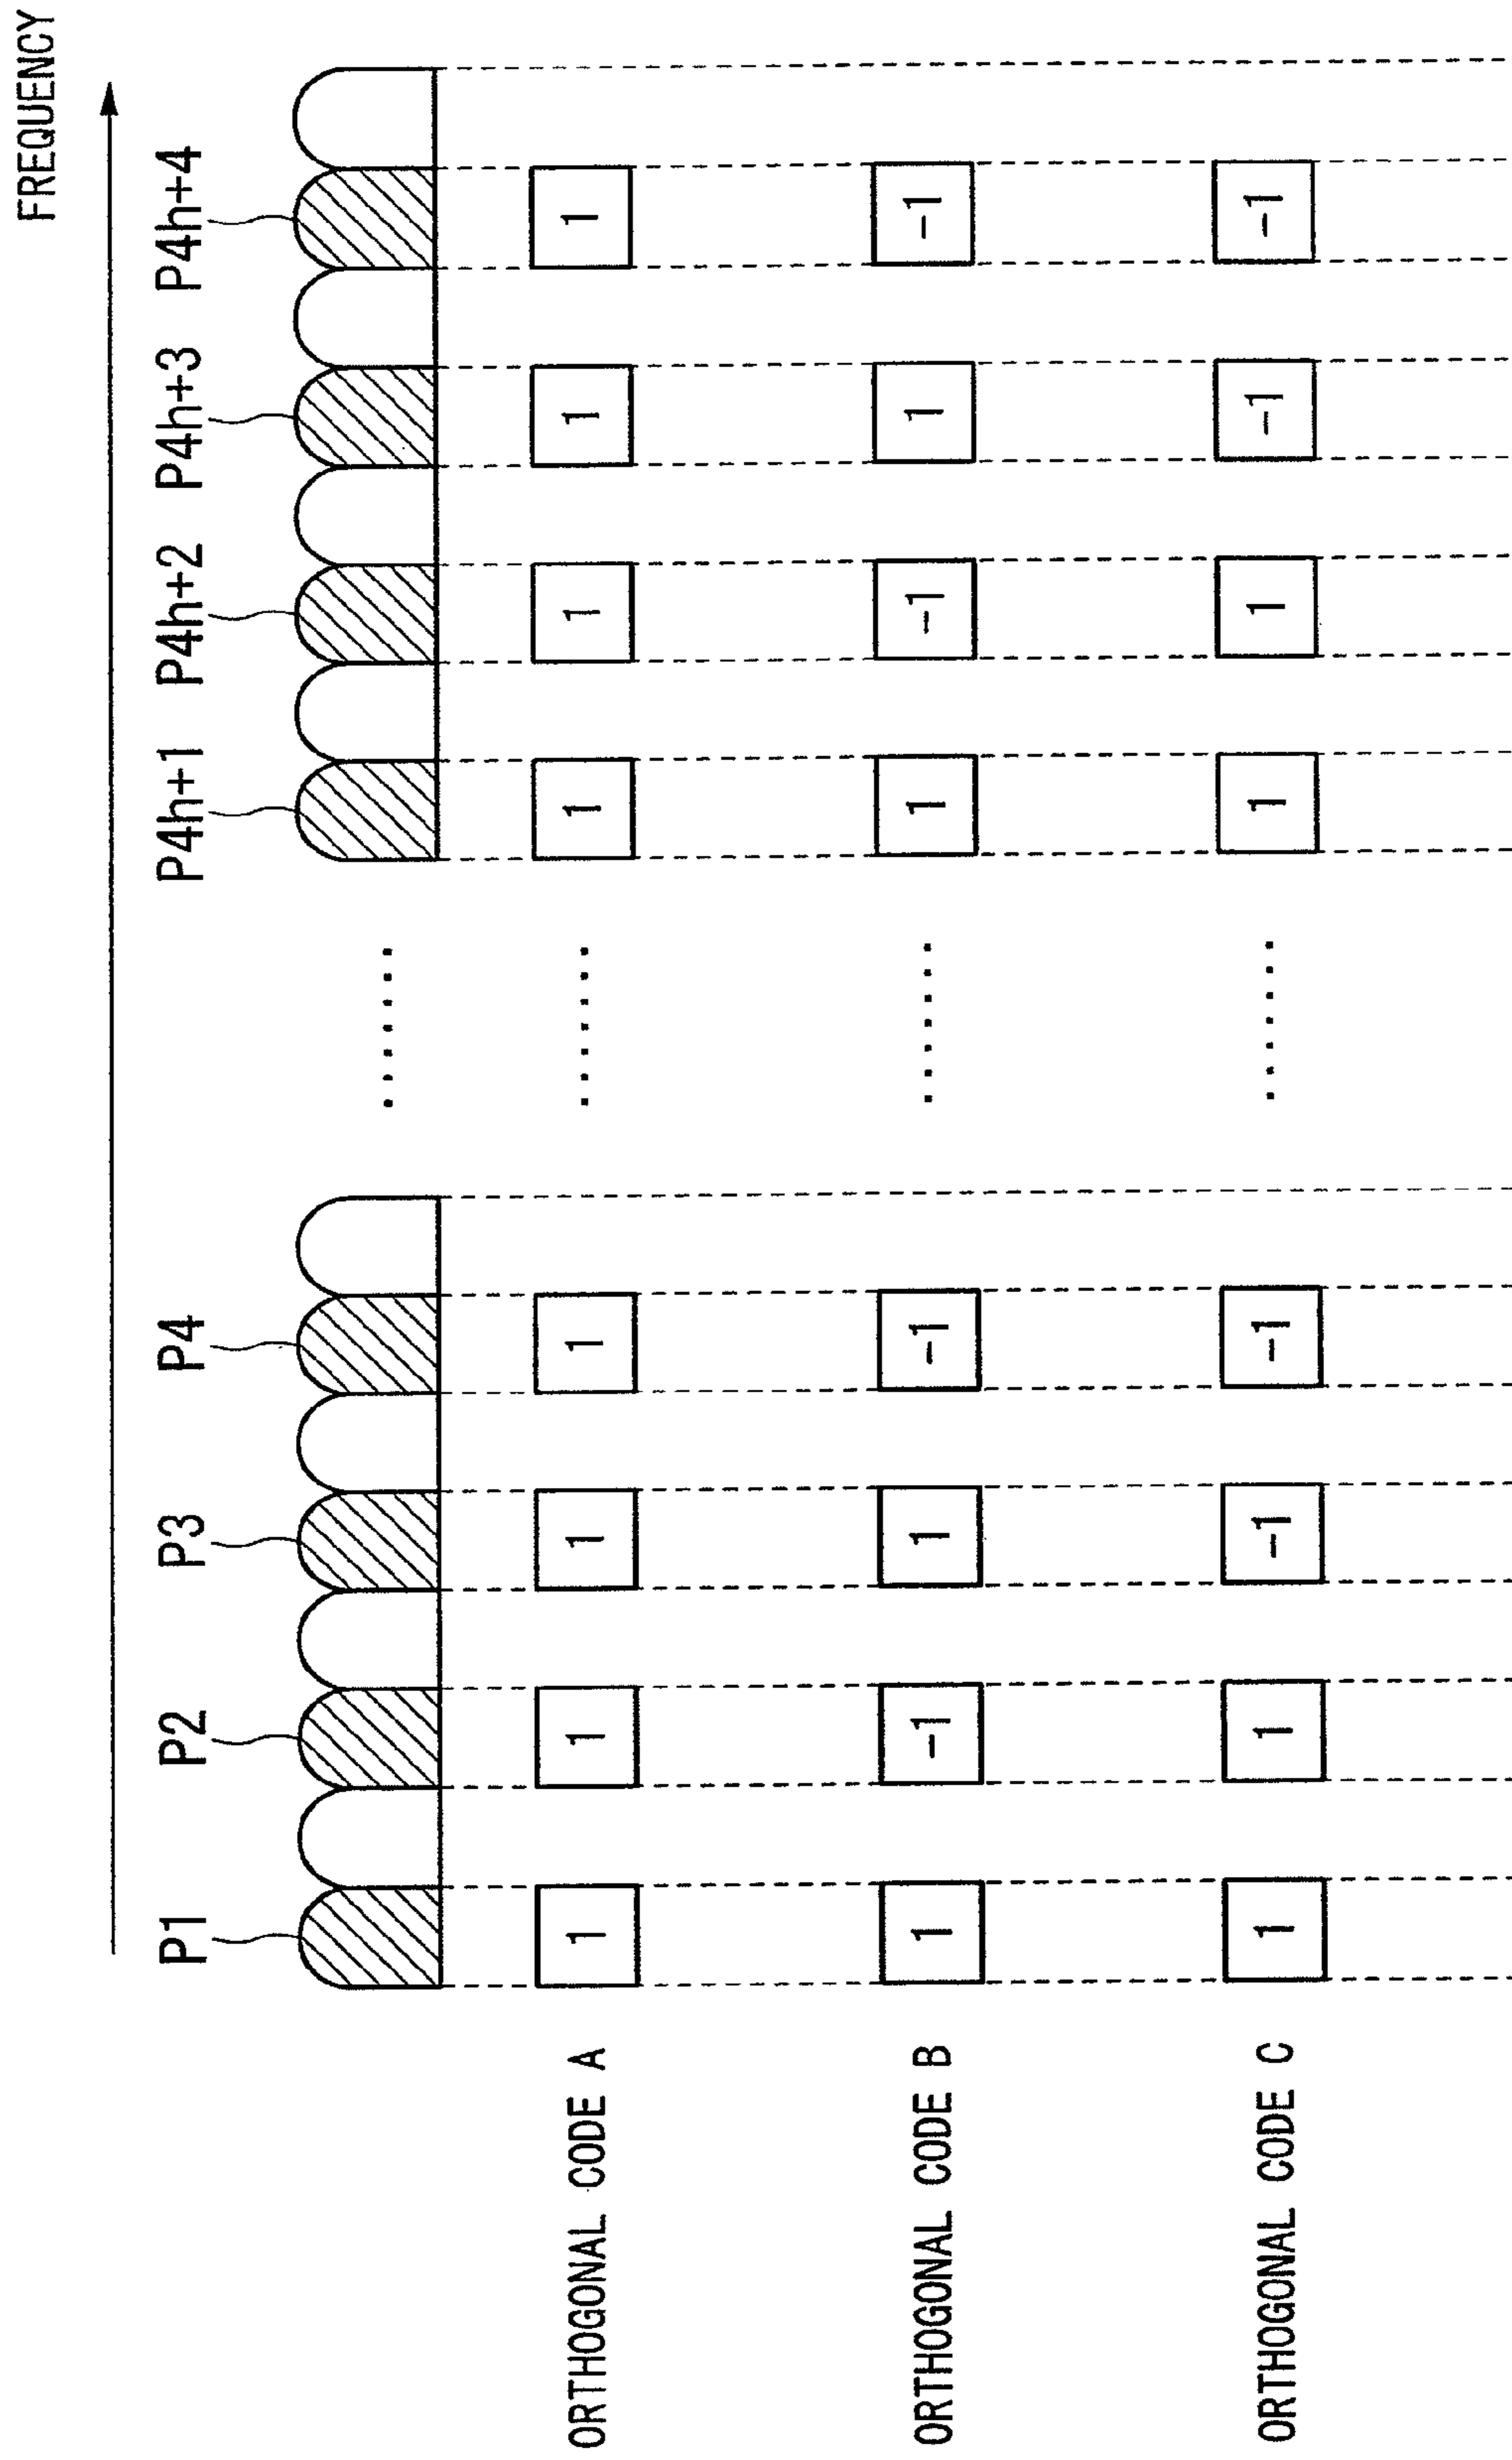 FREQUENCY
P1 P2 P3 P4 ...... P4h+1 P4h+2 P4h+3 P4h+4
ORTHOGONAL CODE A 1 1 1 1 ...... 1 1 1 1
ORTHOGONAL CODE B 1 -1 1 -1 ...... 1 -1 1 -1
ORTHOGONAL CODE C 1 1 -1 -1 ...... 1 1 -1 -1